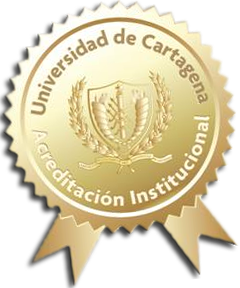 Universidad de Cartagena
Acreditación Institucional